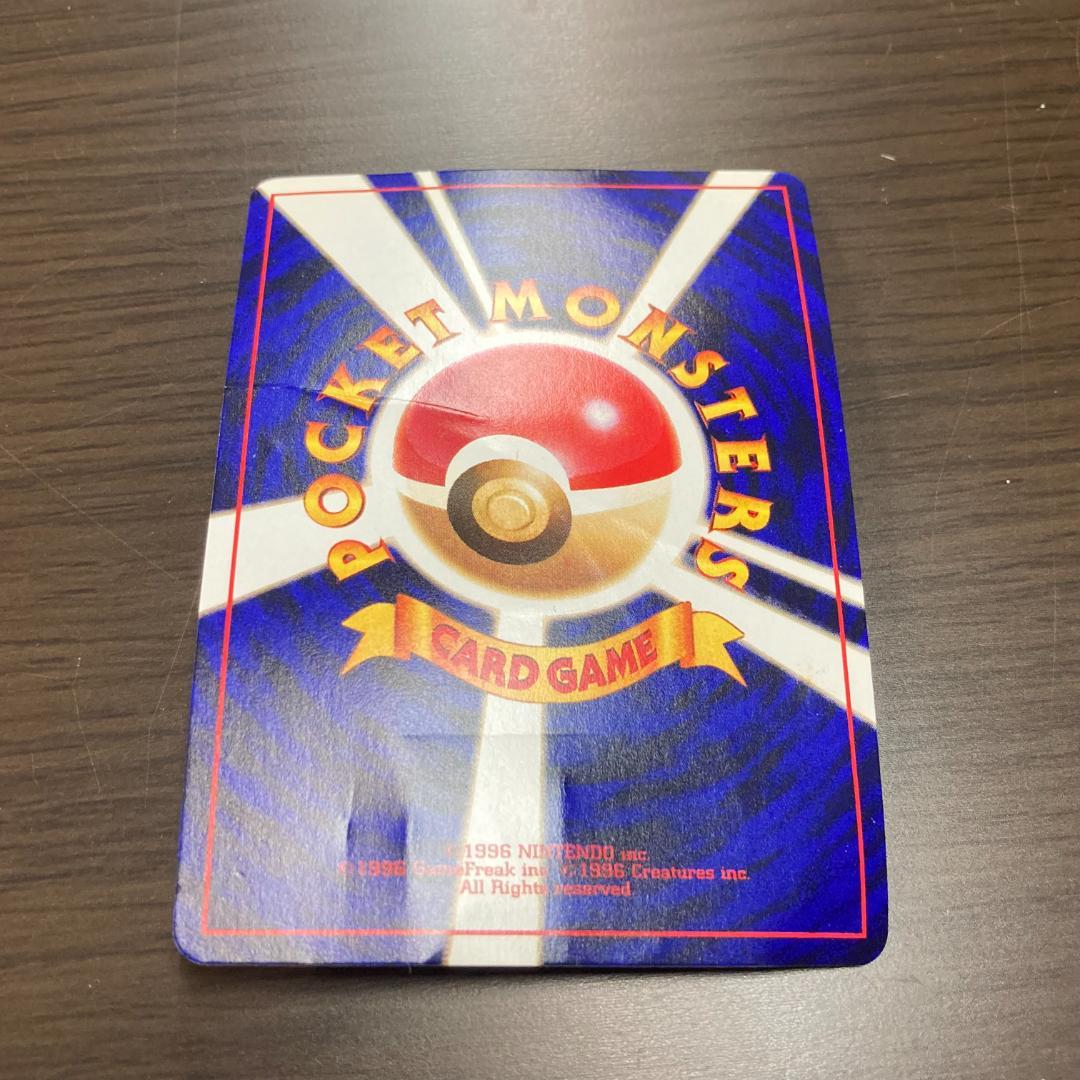 POCKET MONSTERS
CARD GAME
© 1996 NINTENDO inc.
© 1996 GameFreak inc. © 1996 Creatures inc.
All Rights reserved.